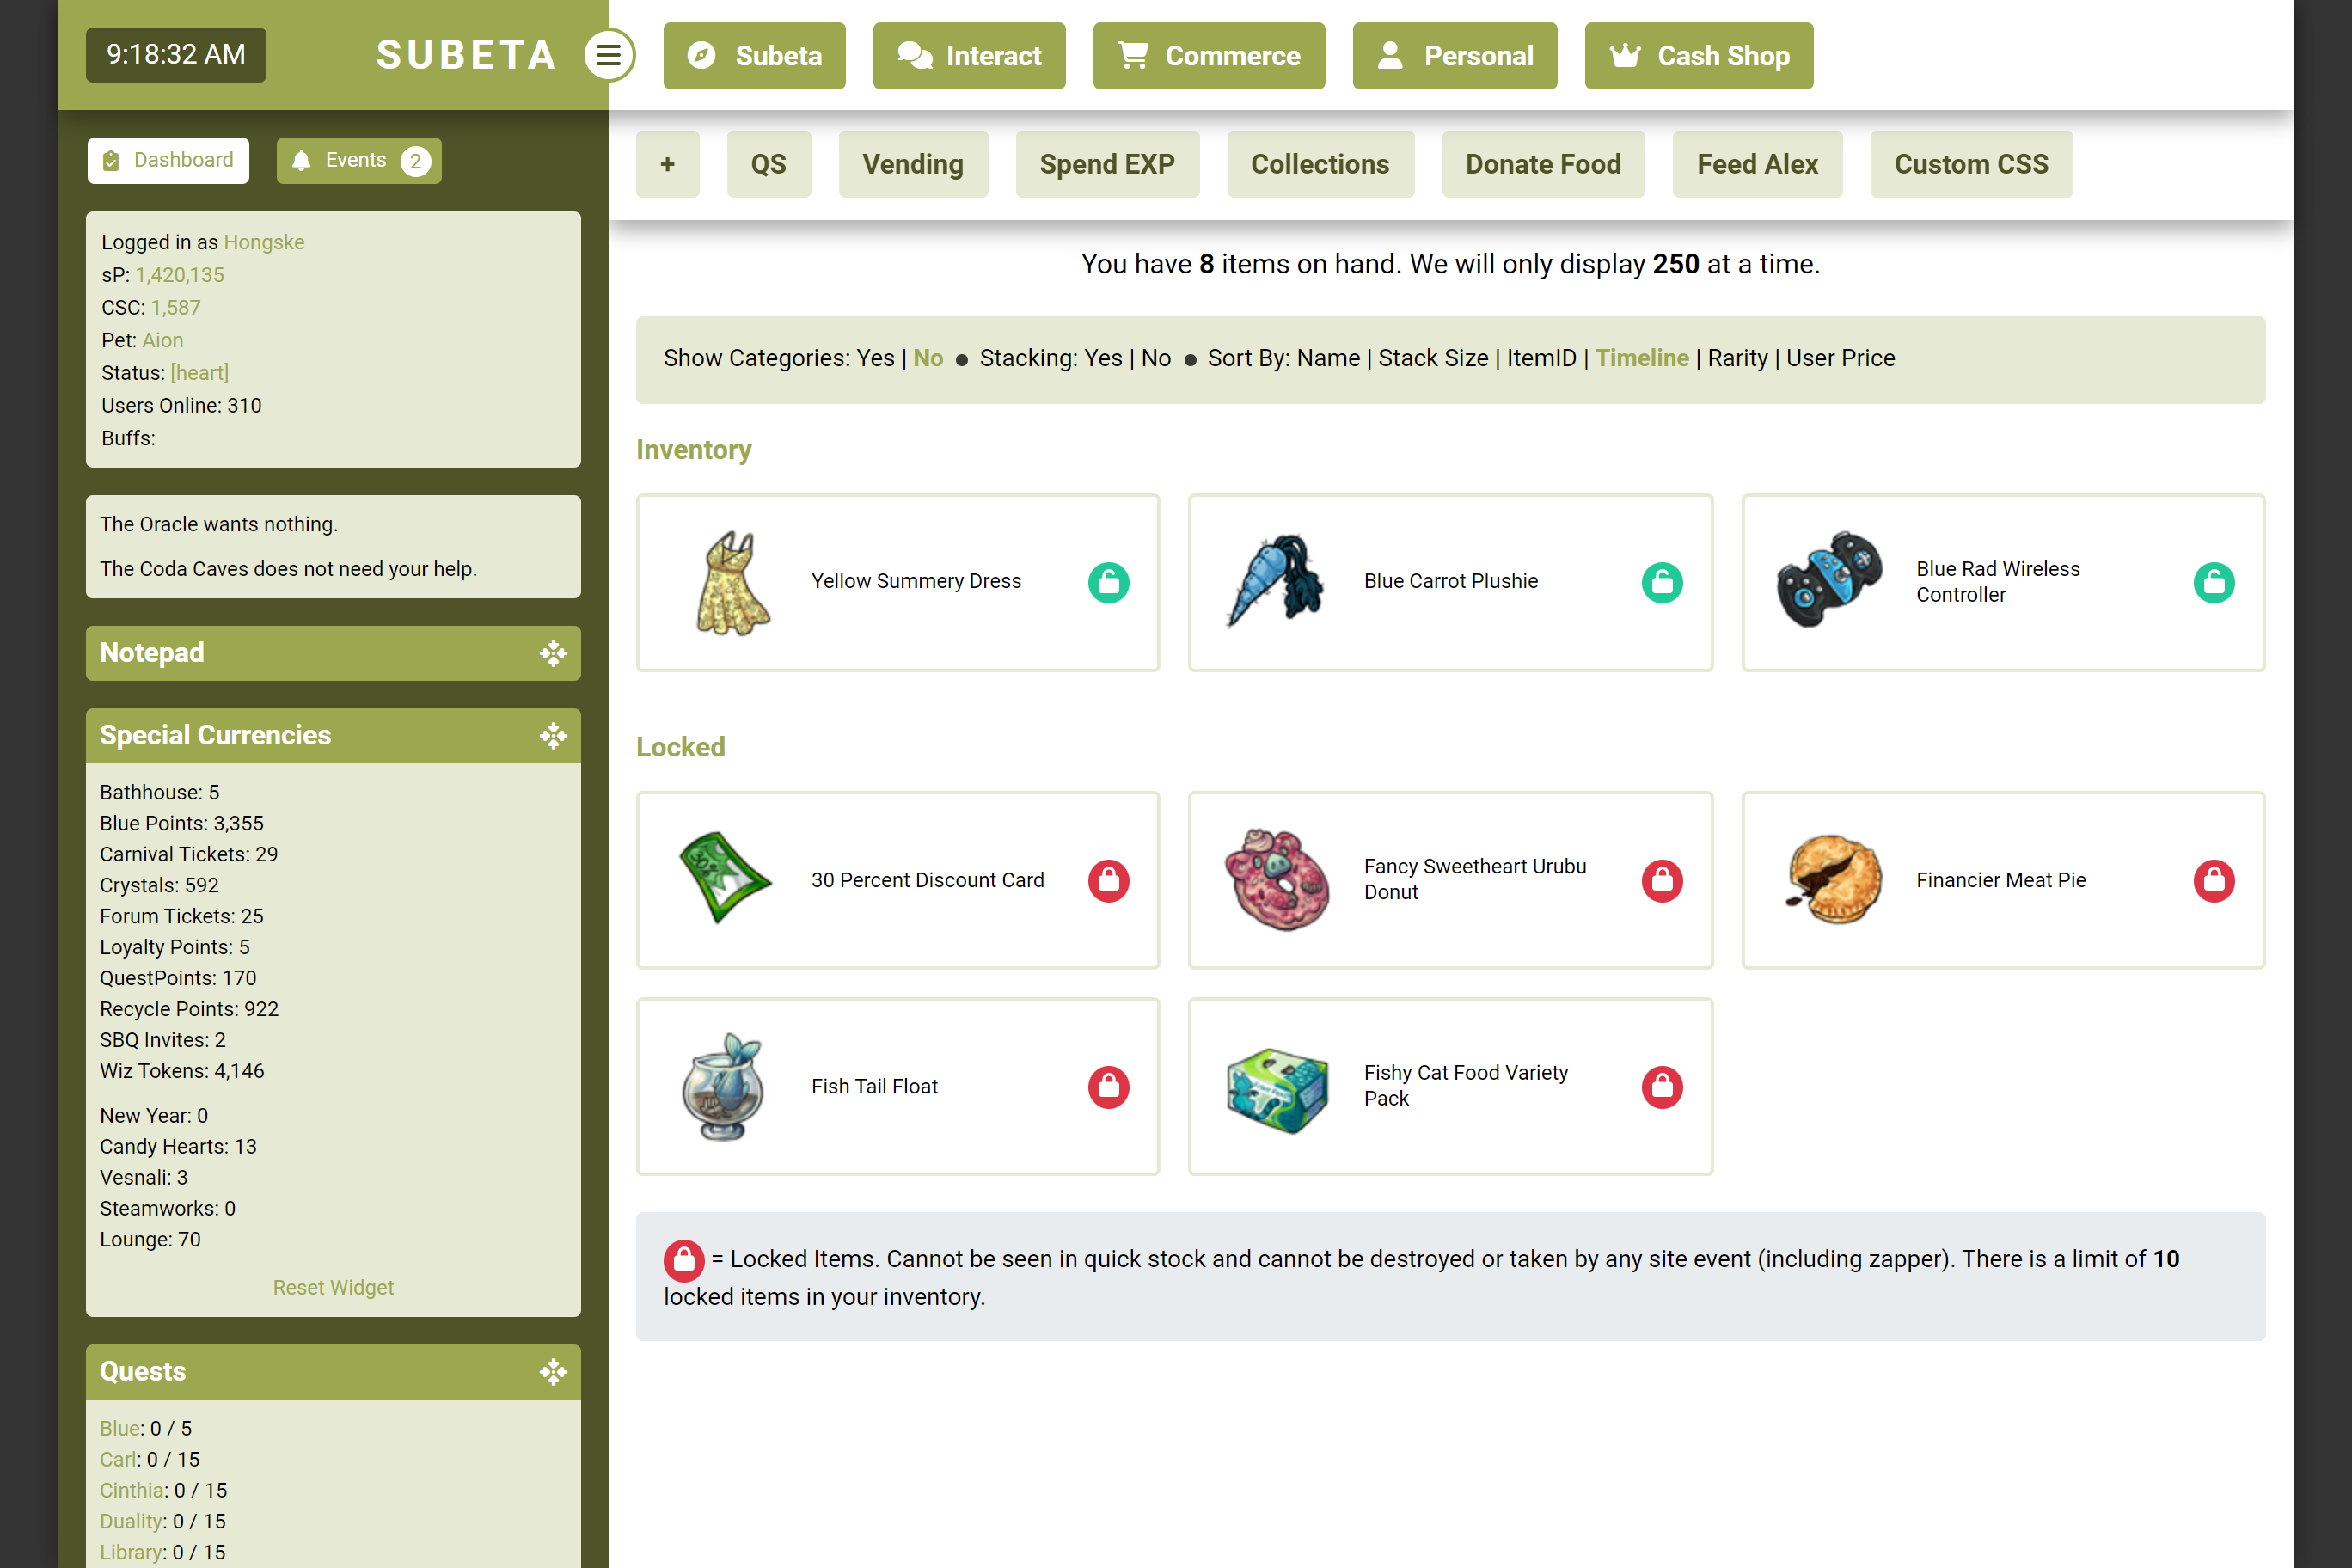 9:18:32 AM
SUBETA
Subeta
Interact
Commerce
Personal
Cash Shop
Dashboard
Events 2
+
QS
Vending
Spend EXP
Collections
Donate Food
Feed Alex
Custom CSS
Logged in as Hongske
sP: 1,420,135
CSC: 1,587
Pet: Aion
Status: [heart]
Users Online: 310
Buffs:
The Oracle wants nothing.
The Coda Caves does not need your help.
Notepad
Special Currencies
Bathhouse: 5
Blue Points: 3,355
Carnival Tickets: 29
Crystals: 592
Forum Tickets: 25
Loyalty Points: 5
QuestPoints: 170
Recycle Points: 922
SBQ Invites: 2
Wiz Tokens: 4,146
New Year: 0
Candy Hearts: 13
Vesnali: 3
Steamworks: 0
Lounge: 70
Reset Widget
Quests
Blue: 0 / 5
Carl: 0 / 15
Cinthia: 0 / 15
Duality: 0 / 15
Library: 0 / 15
You have 8 items on hand. We will only display 250 at a time.
Show Categories: Yes | No ● Stacking: Yes | No ● Sort By: Name | Stack Size | ItemID | Timeline | Rarity | User Price
Inventory
Yellow Summery Dress
Blue Carrot Plushie
Blue Rad Wireless
Controller
Locked
30 Percent Discount Card
Fancy Sweetheart Urubu
Donut
Financier Meat Pie
Fish Tail Float
Fishy Cat Food Variety
Pack
= Locked Items. Cannot be seen in quick stock and cannot be destroyed or taken by any site event (including zapper). There is a limit of 10
locked items in your inventory.